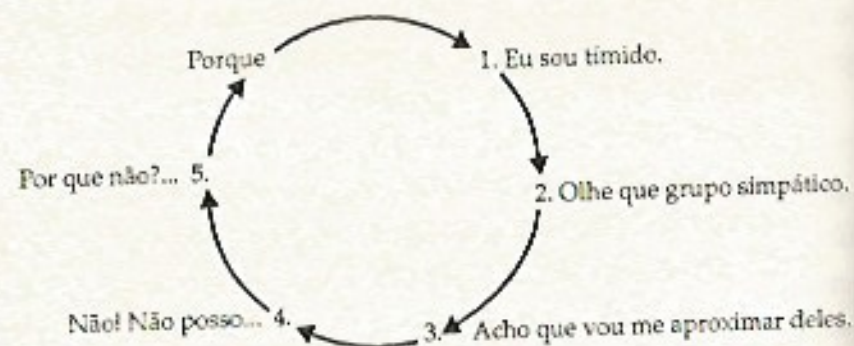 Porque
1. Eu sou tímido.
Por que não?... 5.
2. Olhe que grupo simpático.
Não! Não posso... 4.
3. Acho que vou me aproximar deles.